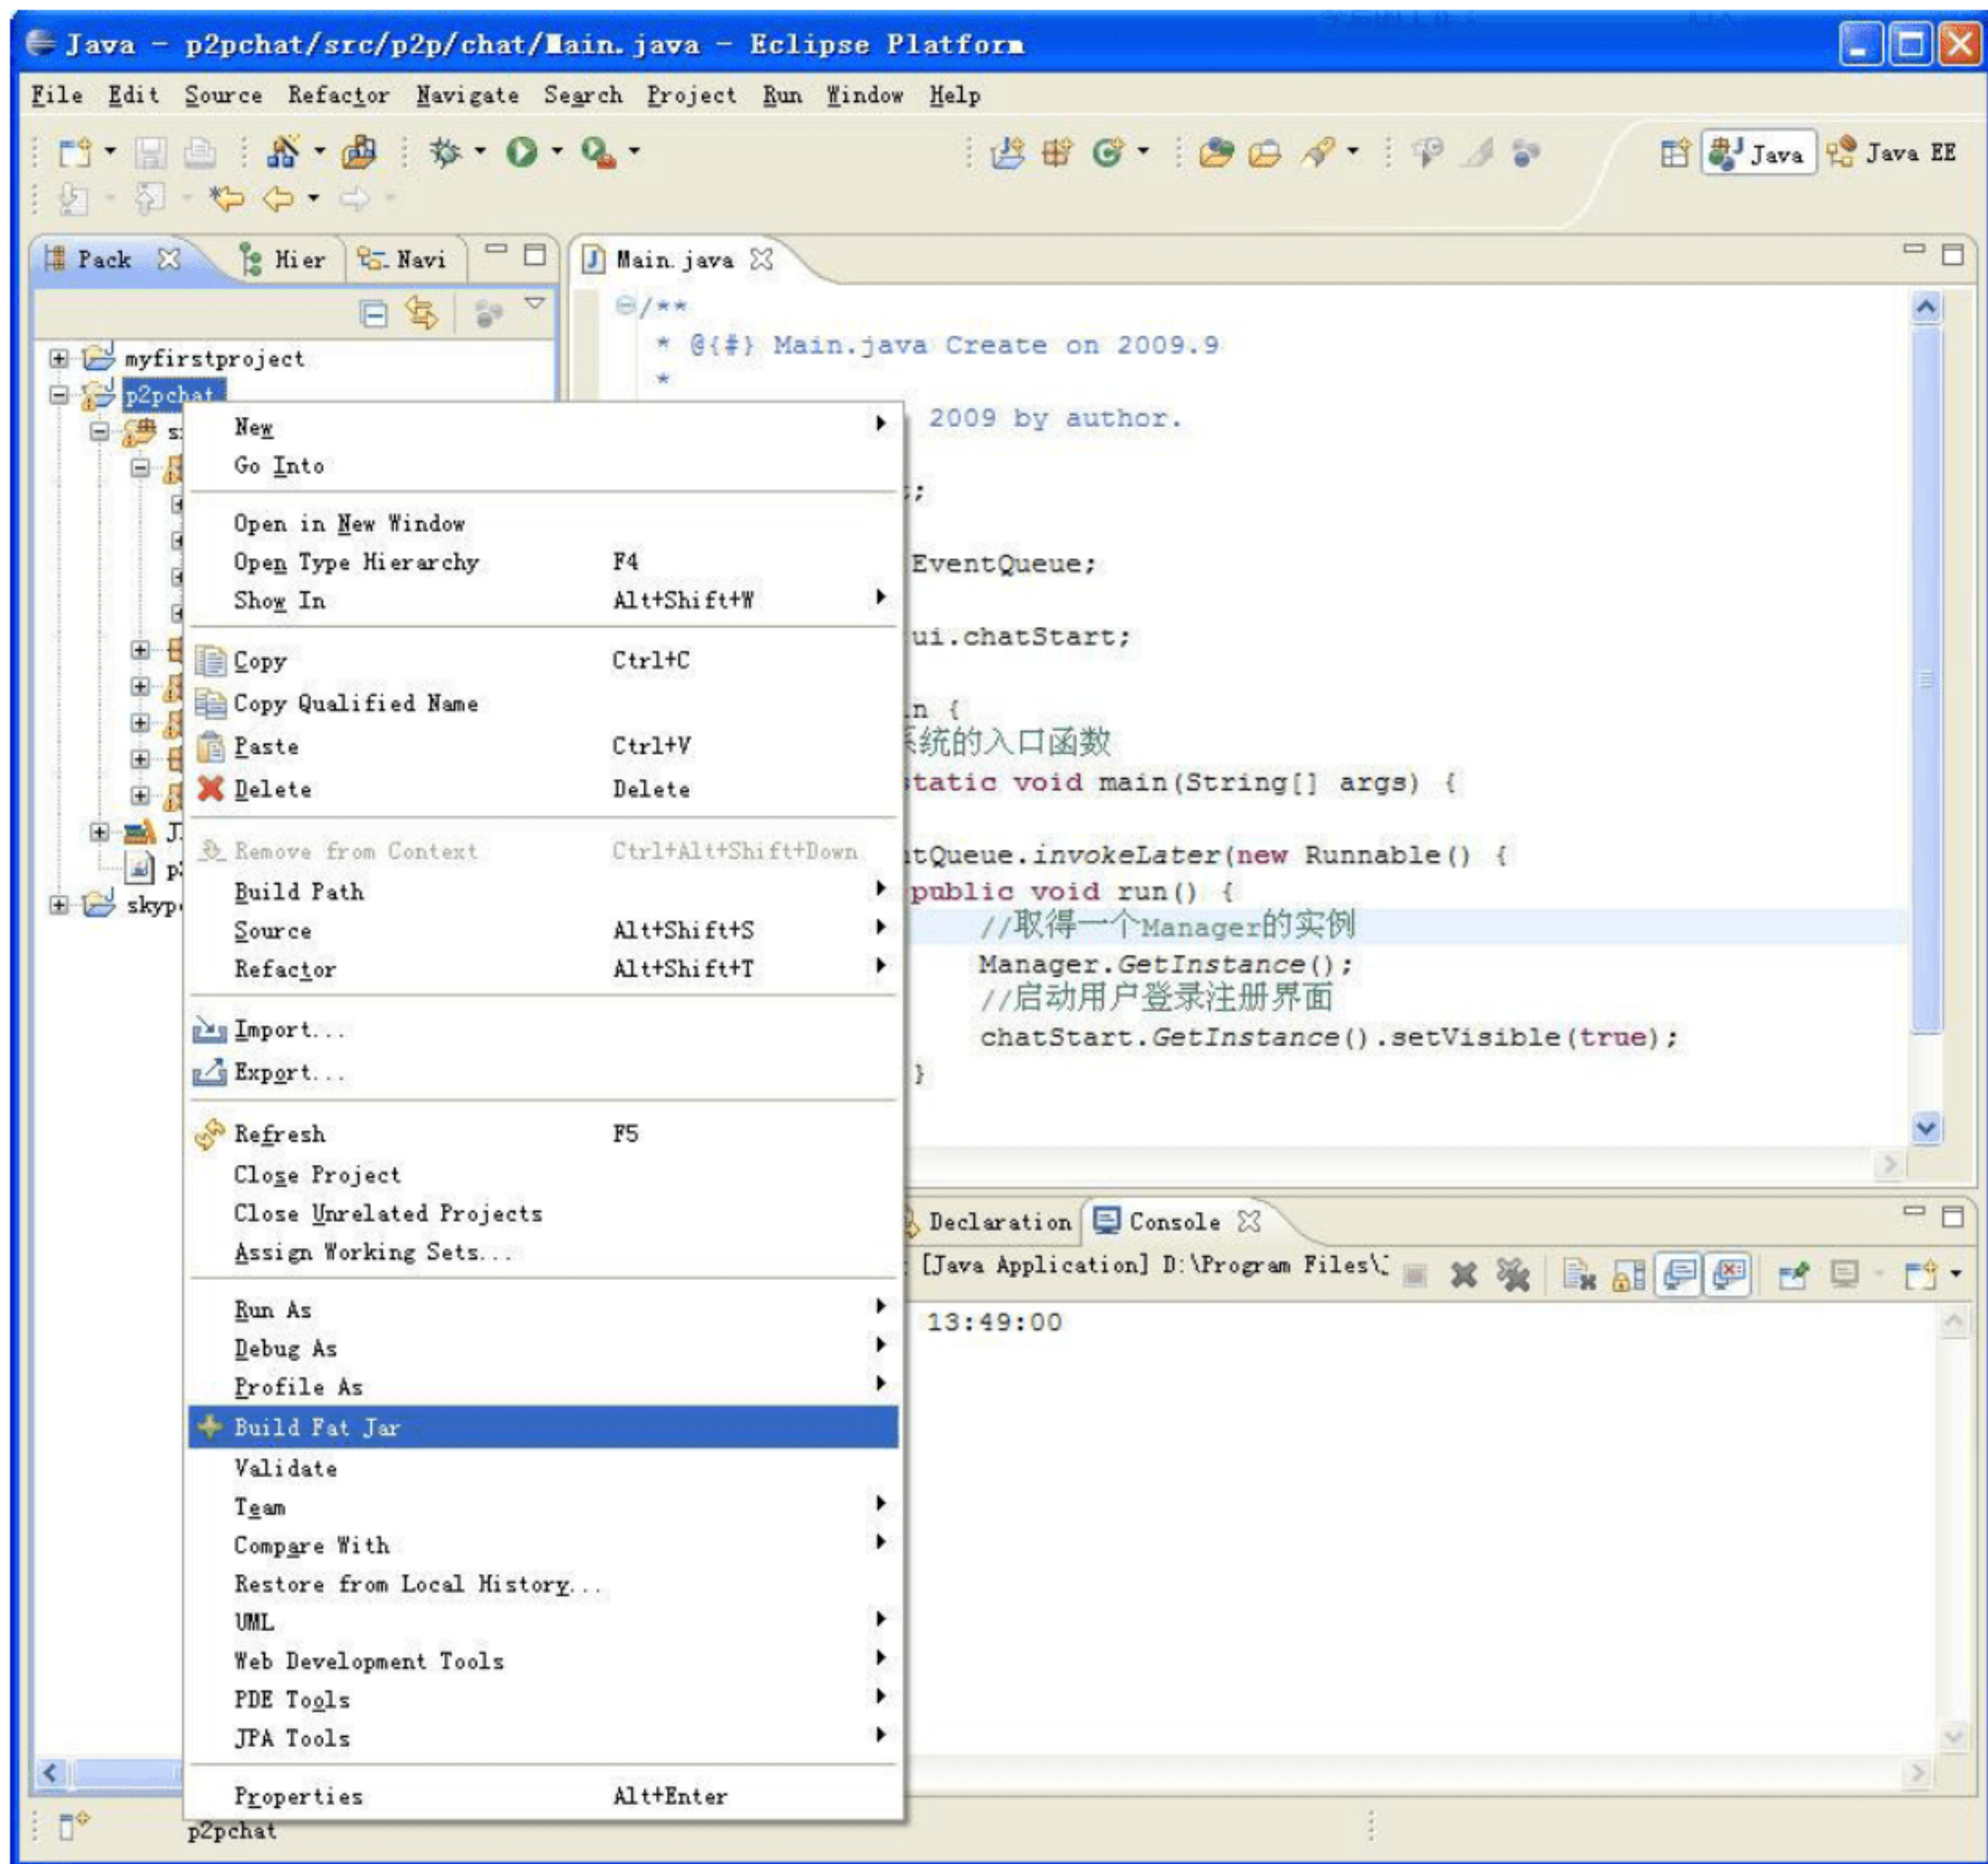 Java - p2pchat/src/p2p/chat/Main.java - Eclipse Platform
File Edit Source Refactor Navigate Search Project Run Window Help
Java Java EE
Pack Hier Navi
Main.java
myfirstproject
p2pchat
/**
* @{#} Main.java Create on 2009.9
*
2009 by author.
;
EventQueue;
ui.chatStart;
n {
统的入口函数
tatic void main(String[] args) {
tQueue.invokeLater(new Runnable() {
public void run() {
//取得一个Manager的实例
Manager.GetInstance();
//启动用户登录注册界面
chatStart.GetInstance().setVisible(true);
}
New
Go Into
Open in New Window
Open Type Hierarchy F4
Show In Alt+Shift+W
Copy Ctrl+C
Copy Qualified Name
Paste Ctrl+V
Delete Delete
Remove from Context Ctrl+Alt+Shift+Down
Build Path
Source Alt+Shift+S
Refactor Alt+Shift+T
Import...
Export...
Refresh F5
Close Project
Close Unrelated Projects
Assign Working Sets...
Run As
Debug As
Profile As
Build Fat Jar
Validate
Team
Compare With
Restore from Local History...
UML
Web Development Tools
PDE Tools
JPA Tools
Properties Alt+Enter
Declaration Console
[Java Application] D:\Program Files\
13:49:00
p2pchat